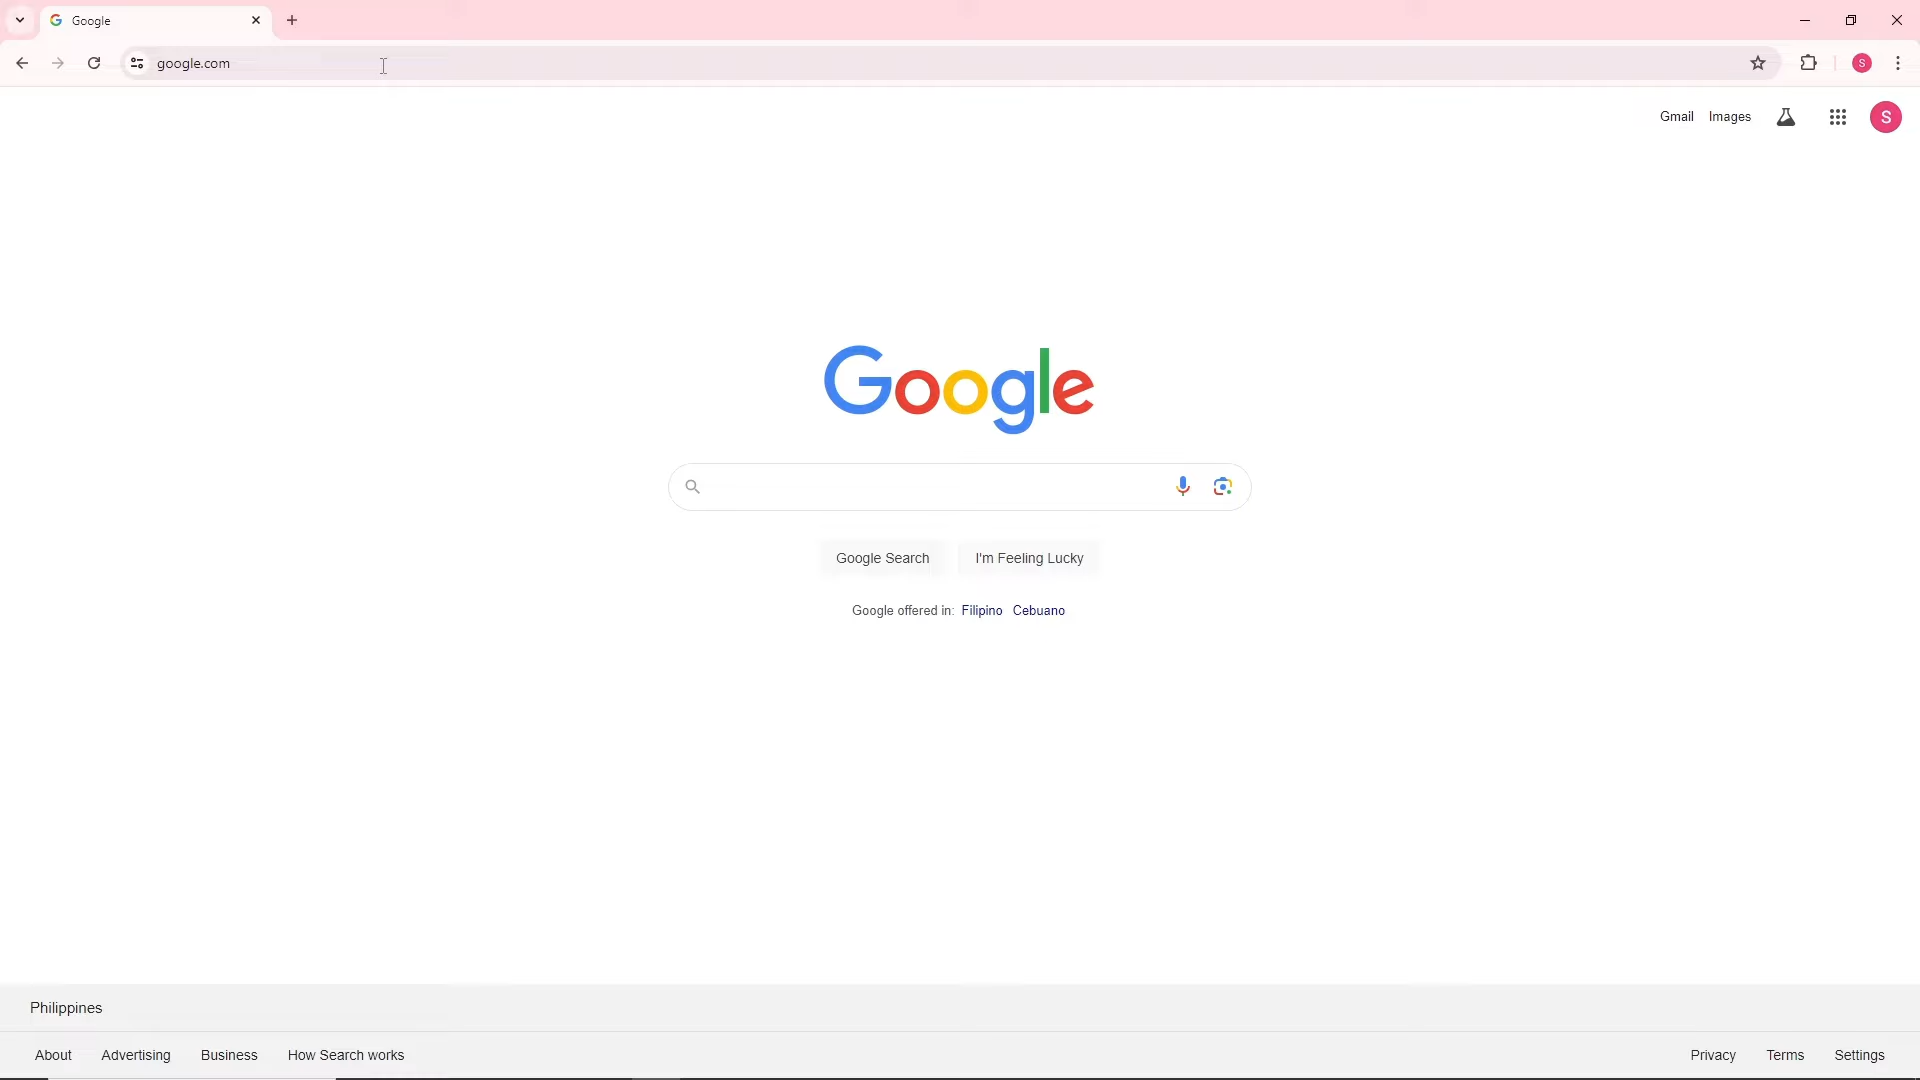 Google
google.com
S
Gmail Images
S
Google
Google Search I'm Feeling Lucky
Google offered in: Filipino Cebuano
Philippines
About Advertising Business How Search works Privacy Terms Settings